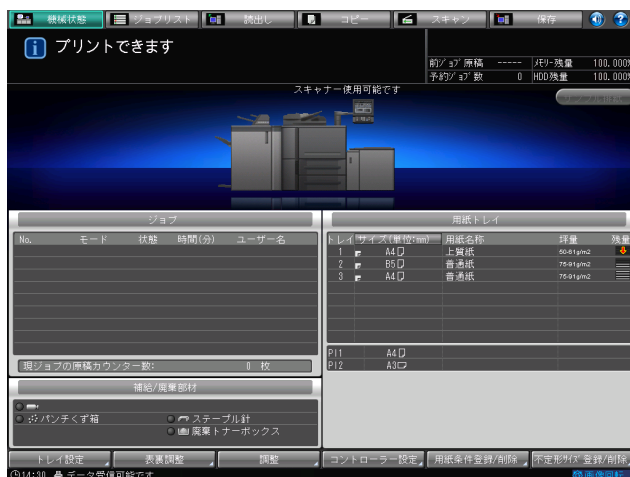 機械状態 ジョブリスト 読出し コピー スキャン 保存
プリントできます
前ジョブ原稿 ----- メモリー残量 100.000%
予約ジョブ数 0 HDD残量 100.000%
スキャナー使用可能です
ジョブ
No. モード 状態 時間(分) ユーザー名
現ジョブの原稿カウンター数: 0 枚
補給/廃棄部材
パンチくず箱 ステープル針
廃棄トナーボックス
用紙トレイ
トレイ サイズ(単位:mm) 用紙名称 坪量 残量
1 A4 上質紙 60-81g/m2
2 B5 普通紙 75-91g/m2
3 A4 普通紙 75-91g/m2
PI1 A4
PI2 A3
トレイ設定 表裏調整 調整 コントローラー設定 用紙条件登録/削除 不定形サイズ 登録/削除
14:30 データ受信可能です 画像回転